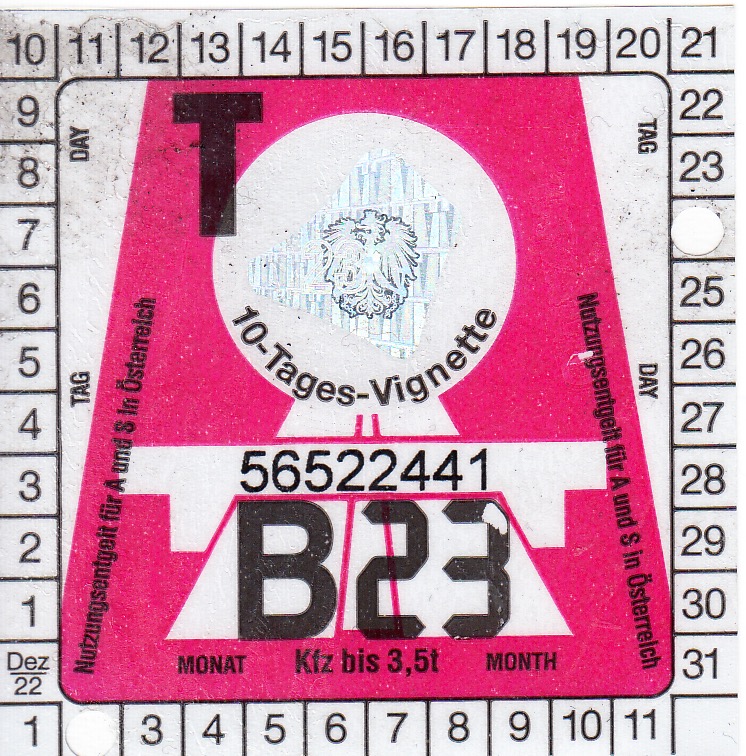 10 11 12 13 14 15 16 17 18 19 20 21
9 22
8 23
7
6 25
5 26
4 27
3 28
2 29
1 30
Dez 22 31
1 3 4 5 6 7 8 9 10 11
DAY
TAG
T
10-Tages-Vignette
TAG
DAY
Nutzungsentgelt für A und S in Österreich
Nutzungsentgelt für A und S in Österreich
56522441
B 23
MONAT Kfz bis 3,5t MONTH